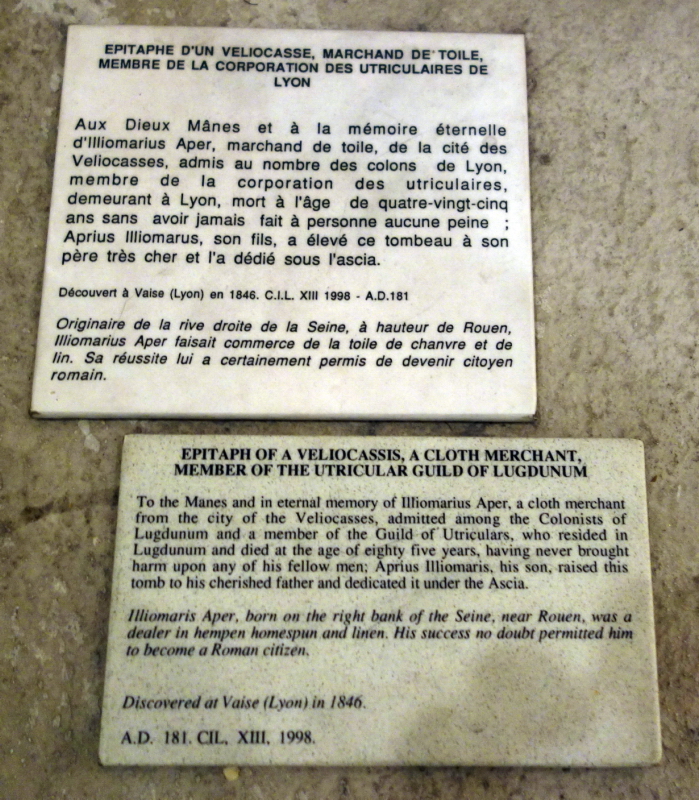 EPITAPHE D'UN VELIOCASSE, MARCHAND DE TOILE,
MEMBRE DE LA CORPORATION DES UTRICULAIRES DE
LYON
Aux Dieux Mânes et à la mémoire éternelle
d'Illiomarius Aper, marchand de toile, de la cité des
Veliocasses, admis au nombre des colons de Lyon,
membre de la corporation des utriculaires,
demeurant à Lyon, mort à l'âge de quatre-vingt-cinq
ans sans avoir jamais fait à personne aucune peine ;
Aprius Illiomarus, son fils, a élevé ce tombeau à son
père très cher et l'a dédié sous l'ascia.
Découvert à Vaise (Lyon) en 1846. C.I.L. XIII 1998 - A.D.181
Originaire de la rive droite de la Seine, à hauteur de Rouen,
Illiomarius Aper faisait commerce de la toile de chanvre et de
lin. Sa réussite lui a certainement permis de devenir citoyen
romain.
EPITAPH OF A VELIOCASSIS, A CLOTH MERCHANT,
MEMBER OF THE UTRICULAR GUILD OF LUGDUNUM
To the Manes and in eternal memory of Illiomarius Aper, a cloth merchant
from the city of the Veliocasses, admitted among the Colonists of
Lugdunum and a member of the Guild of Utriculars, who resided in
Lugdunum and died at the age of eighty five years, having never brought
harm upon any of his fellow men; Aprius Illiomaris, his son, raised this
tomb to his cherished father and dedicated it under the Ascia.
Illiomaris Aper, born on the right bank of the Seine, near Rouen, was a
dealer in hempen homespun and linen. His success no doubt permitted him
to become a Roman citizen.
Discovered at Vaise (Lyon) in 1846.
A.D. 181. CIL, XIII, 1998.